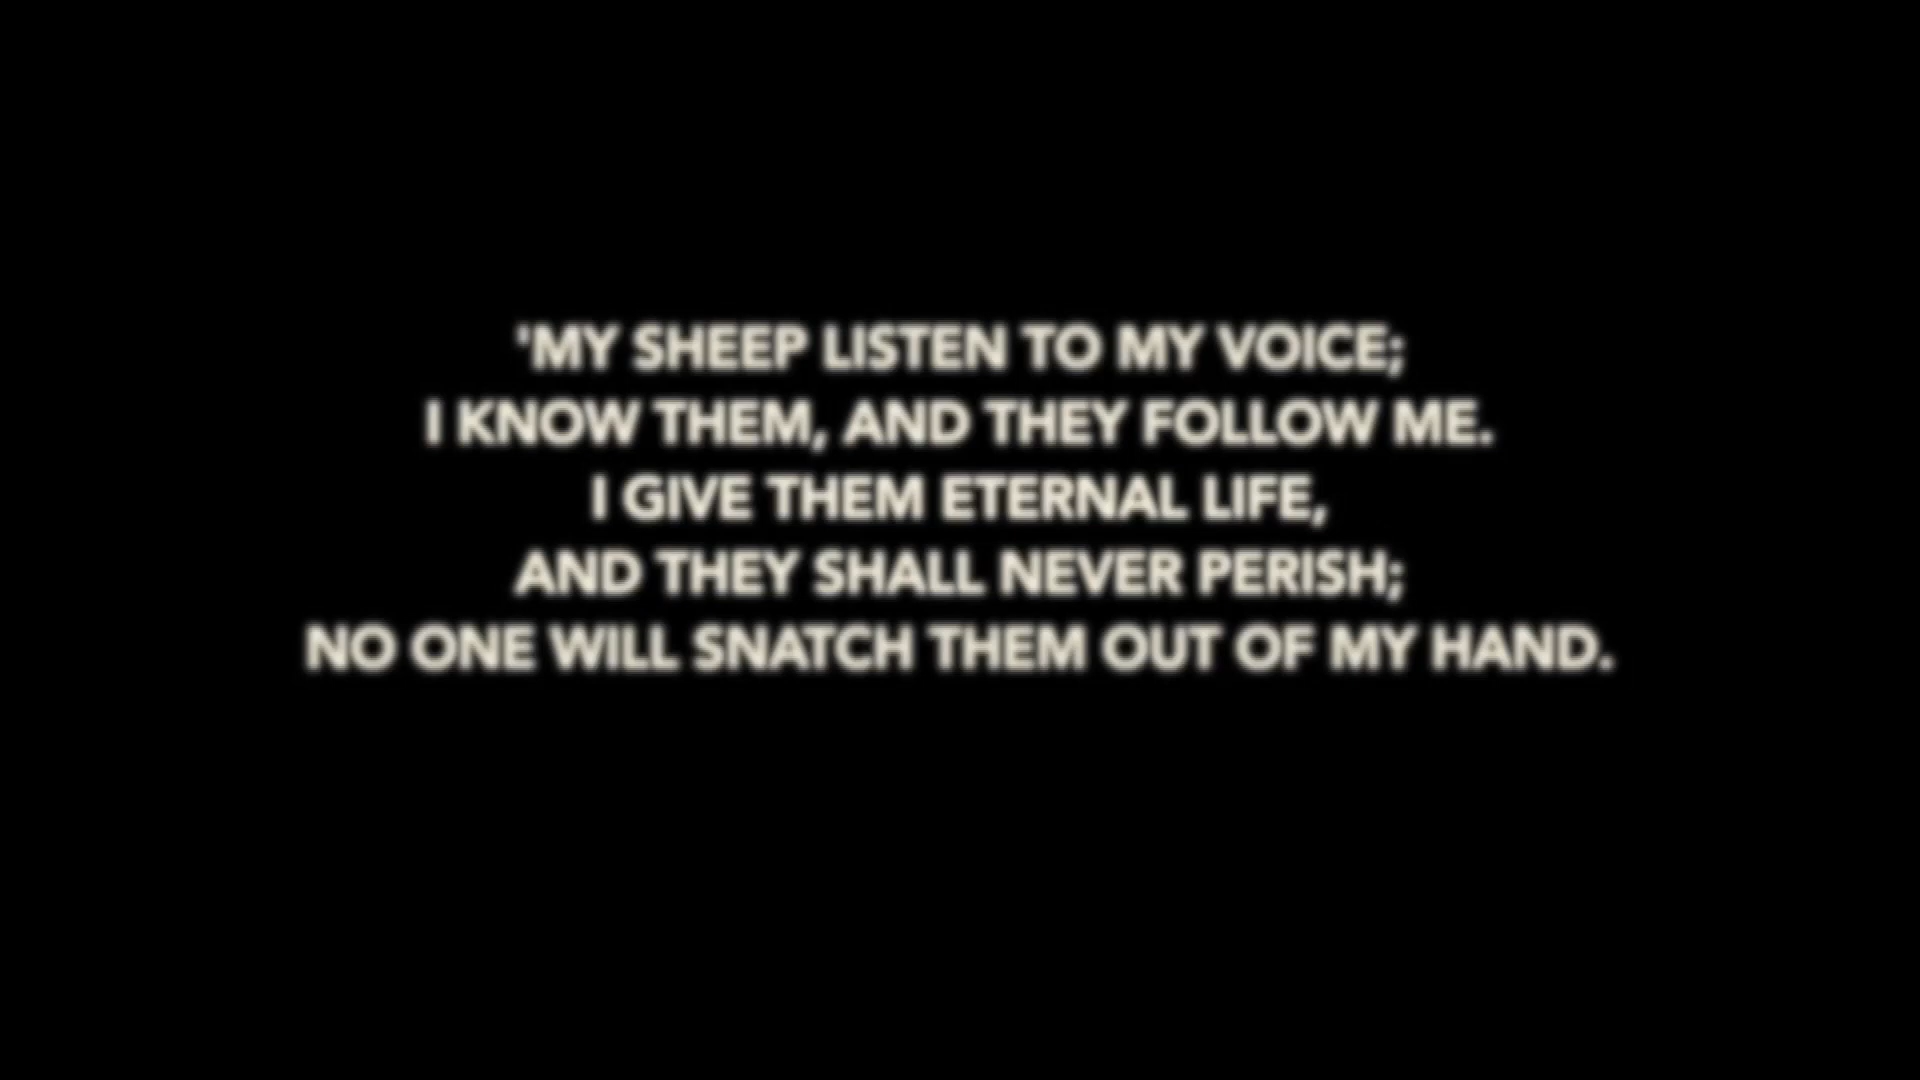 'MY SHEEP LISTEN TO MY VOICE;
I KNOW THEM, AND THEY FOLLOW ME.
I GIVE THEM ETERNAL LIFE,
AND THEY SHALL NEVER PERISH;
NO ONE WILL SNATCH THEM OUT OF MY HAND.